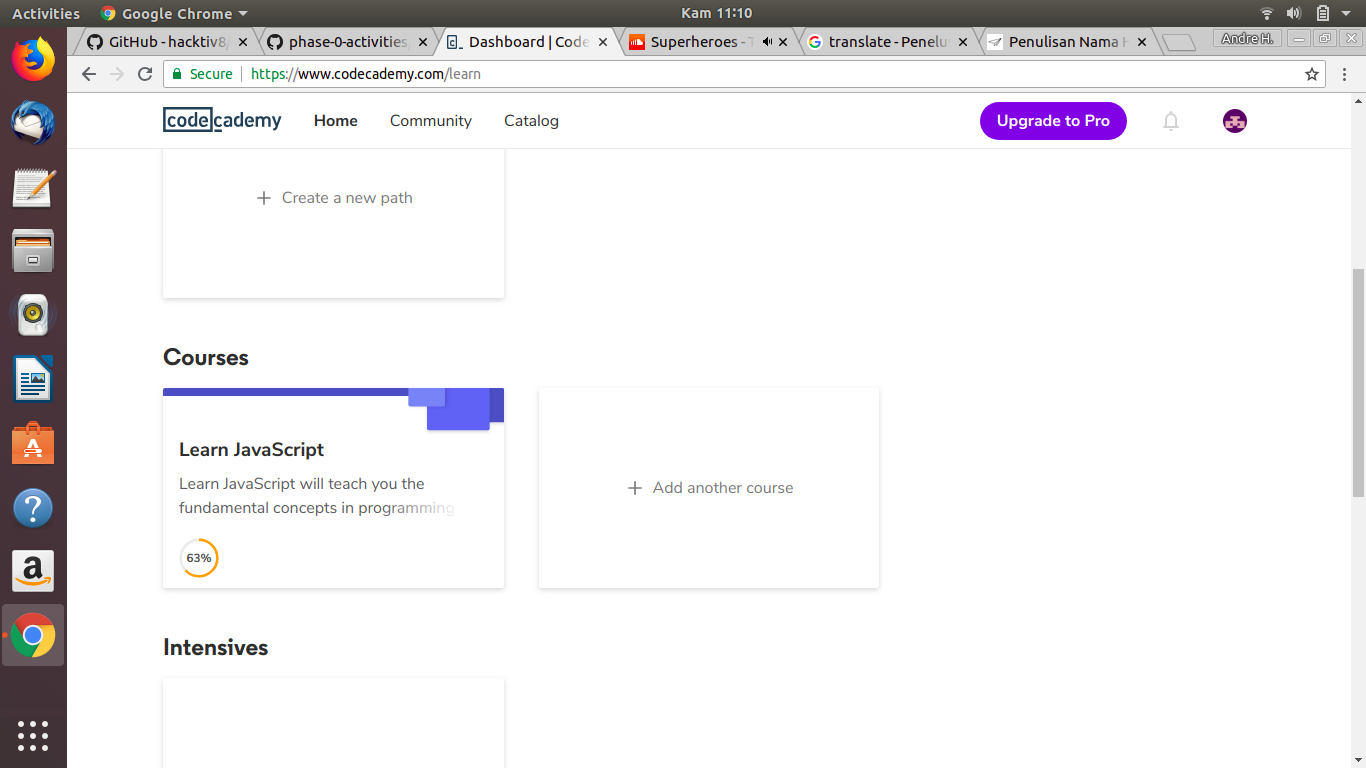 Activities Google Chrome Kam 11:10
GitHub - hacktiv8/ phase-0-activities Dashboard | Code Superheroes - T translate - Penelu Penulisan Nama H Andre H.
Secure https://www.codecademy.com/learn
codecademy Home Community Catalog Upgrade to Pro
Create a new path
Courses
Learn JavaScript
Learn JavaScript will teach you the
fundamental concepts in programming
Add another course
63%
Intensives